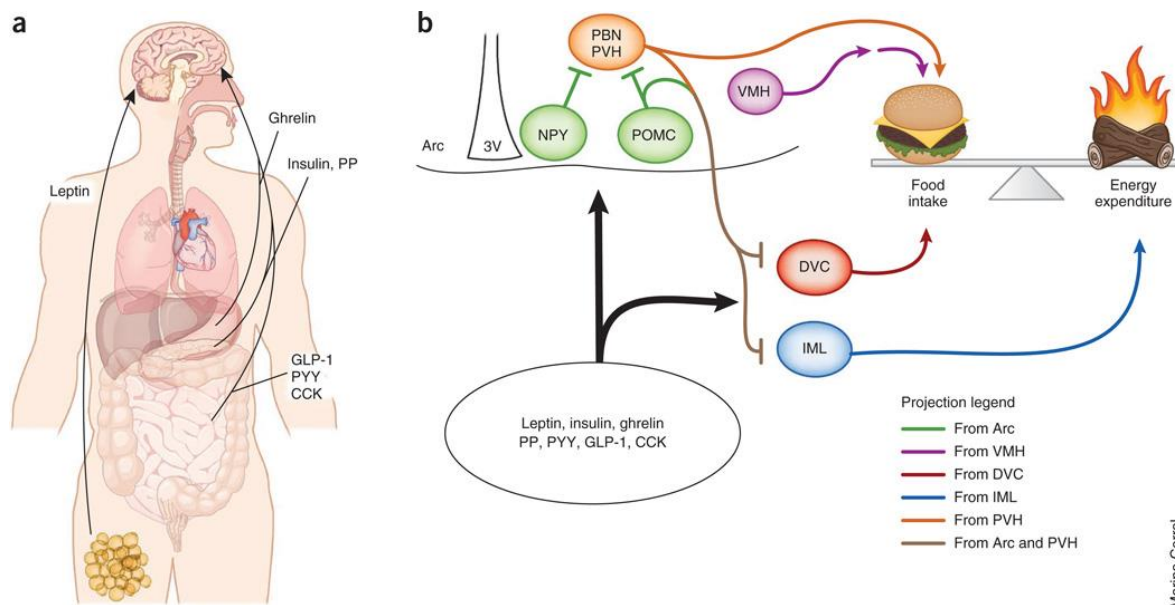 a
Ghrelin
Insulin, PP
Leptin
GLP-1
PYY
CCK
b
PBN
PVH
VMH
NPY
POMC
Arc
3V
Food
intake
Energy
expenditure
DVC
IML
Leptin, insulin, ghrelin
PP, PYY, GLP-1, CCK
Projection legend
From Arc
From VMH
From DVC
From IML
From PVH
From Arc and PVH